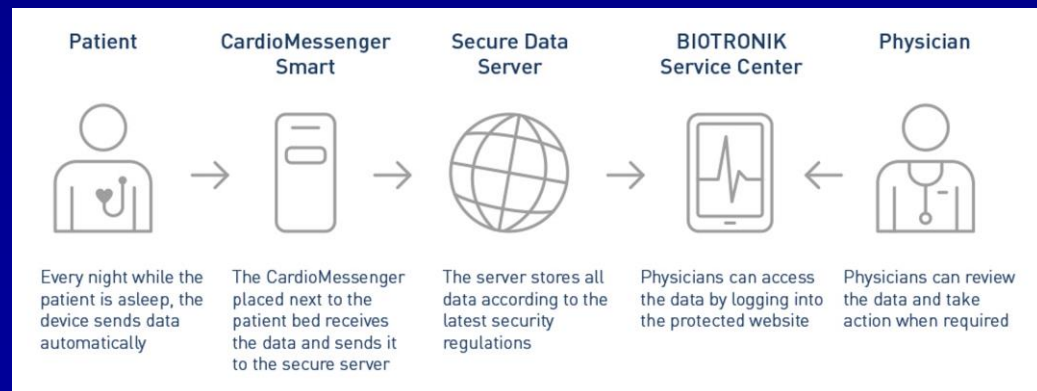 Patient
CardioMessenger
Smart
Secure Data
Server
BIOTRONIK
Service Center
Physician
Every night while the
patient is asleep, the
device sends data
automatically
The CardioMessenger
placed next to the
patient bed receives
the data and sends it
to the secure server
The server stores all
data according to the
latest security
regulations
Physicians can access
the data by logging into
the protected website
Physicians can review
the data and take
action when required